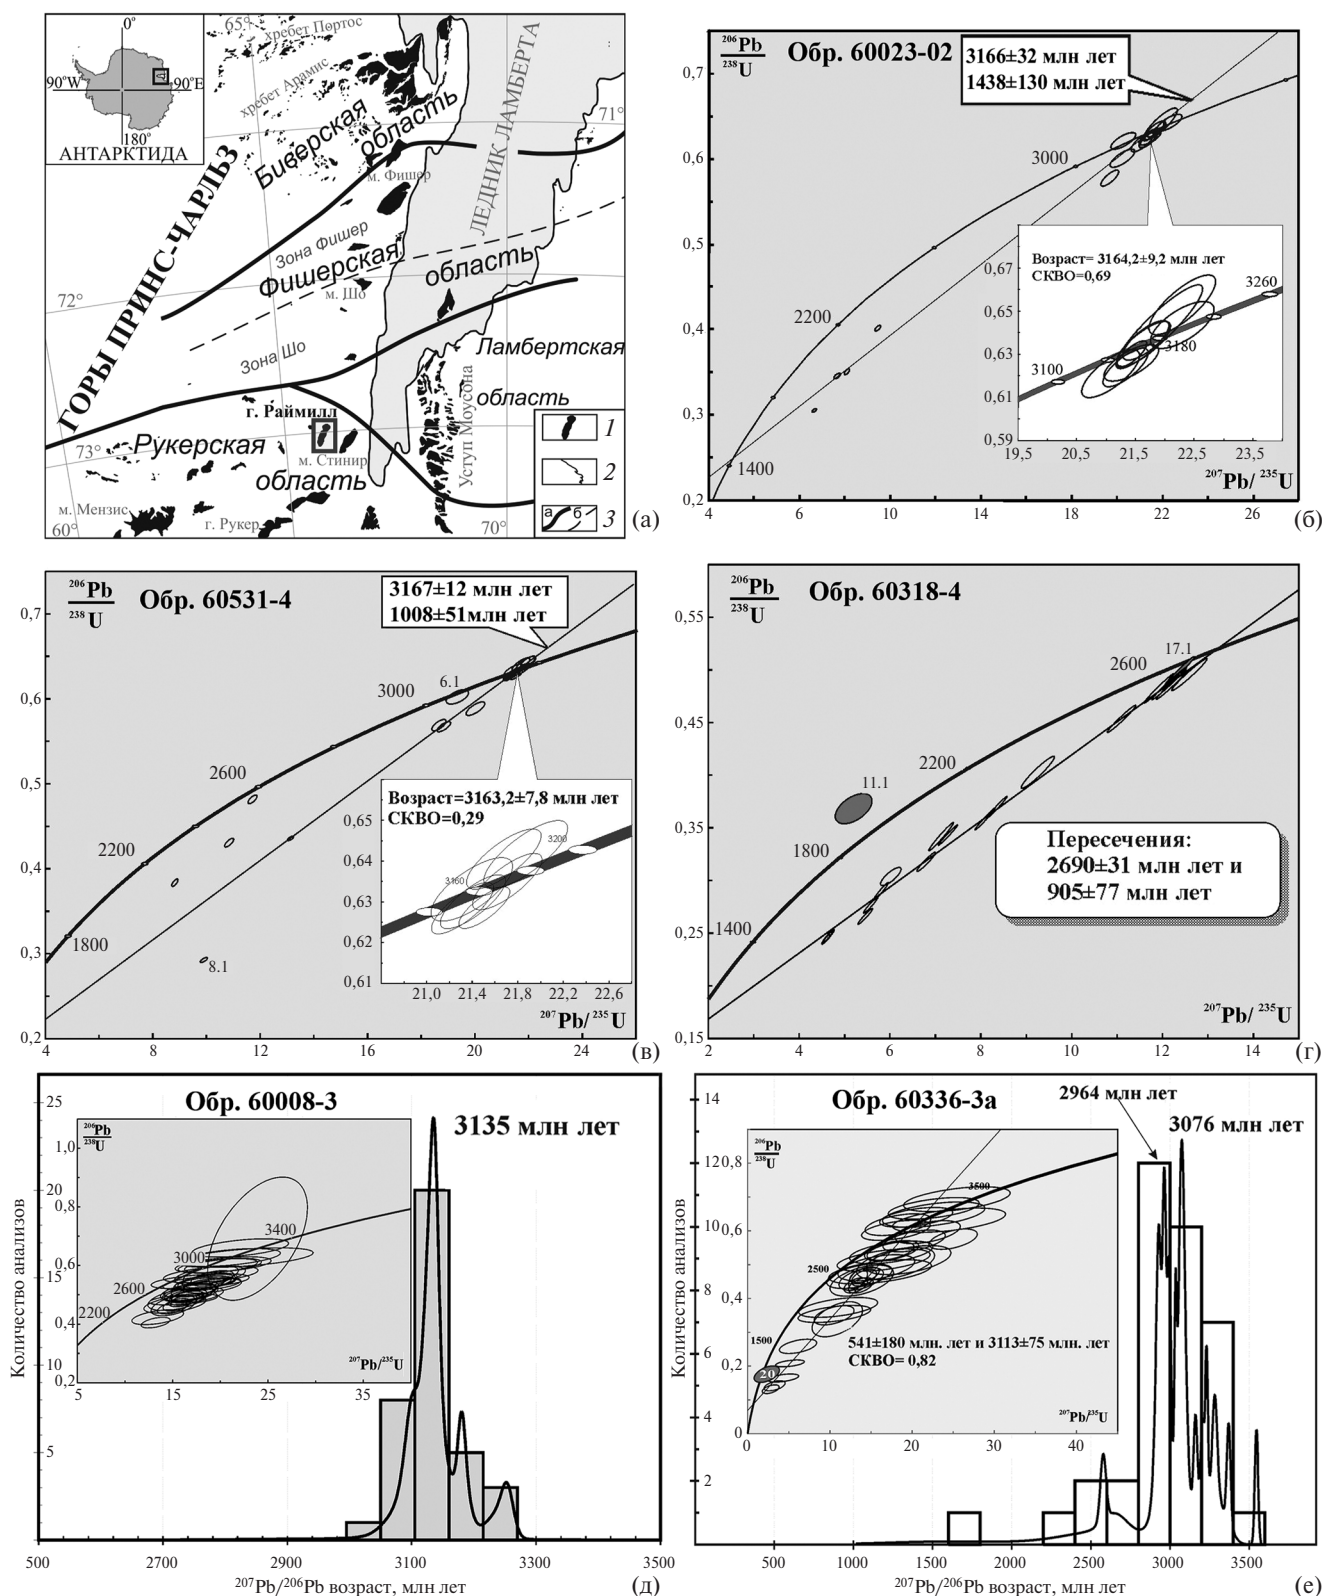 0°
90°W
90°E
180°
АНТАРКТИДА
65°
хребет Портос
хребет Арамис
Биверская
область
ЛЕДНИК ЛАМБЕРТА
71°
м. Фишер
ГОРЫ ПРИНС-ЧАРЛЬЗ
Зона Фишер
Фишерская
область
м. Шо
72°
Зона Шо
Ламбертская
область
г. Раймилл
Рукерская
область
73°
м. Стинир
Уступ Моусона
м. Мензис
г. Рукер
60°
70°
1
2
а б 3
(а)
206Pb
238U
Обр. 60023-02
3166±32 млн лет
1438±130 млн лет
0,7
0,6
0,5
0,4
0,3
0,2
3000
2200
1400
Возраст= 3164,2±9,2 млн лет
СКВО=0,69
0,67
0,65
0,63
0,61
0,59
3260
3180
3100
19,5 20,5 21,5 22,5 23,5
207Pb/ 235U
4 6 10 14 18 22 26
(б)
206Pb
238U
Обр. 60531-4
3167±12 млн лет
1008±51млн лет
0,7
0,6
0,5
0,4
0,3
0,2
3000
6.1
2600
2200
1800
8.1
Возраст=3163,2±7,8 млн лет
СКВО=0,29
0,65
0,64
0,63
0,62
0,61
3200
3160
21,0 21,4 21,8 22,2 22,6
207Pb/ 235U
4 8 12 16 20 24
(в)
206Pb
238U
Обр. 60318-4
0,55
0,45
0,35
0,25
0,15
17.1
2600
2200
11.1
1800
1400
Пересечения:
2690±31 млн лет и
905±77 млн лет
207Pb/ 235U
2 4 6 8 10 12 14
(г)
Обр. 60008-3
3135 млн лет
Количество анализов
25
20
15
10
5
206Pb
238U
1,0
0,8
0,6
0,4
0,2
3400
3000
2600
2200
207Pb/235U
5 15 25 35
500 2700 2900 3100 3300 3500
207Pb/206Pb возраст, млн лет
(д)
Обр. 60336-3а
2964 млн лет
3076 млн лет
Количество анализов
14
12
10
8
6
4
2
206Pb
238U
0,8
0,6
0,4
0,2
0
3500
2500
1500
20
541±180 млн. лет и 3113±75 млн. лет
СКВО= 0,82
207Pb/235U
0 10 20 30 40
500 1000 1500 2000 2500 3000 3500
207Pb/206Pb возраст, млн лет
(е)